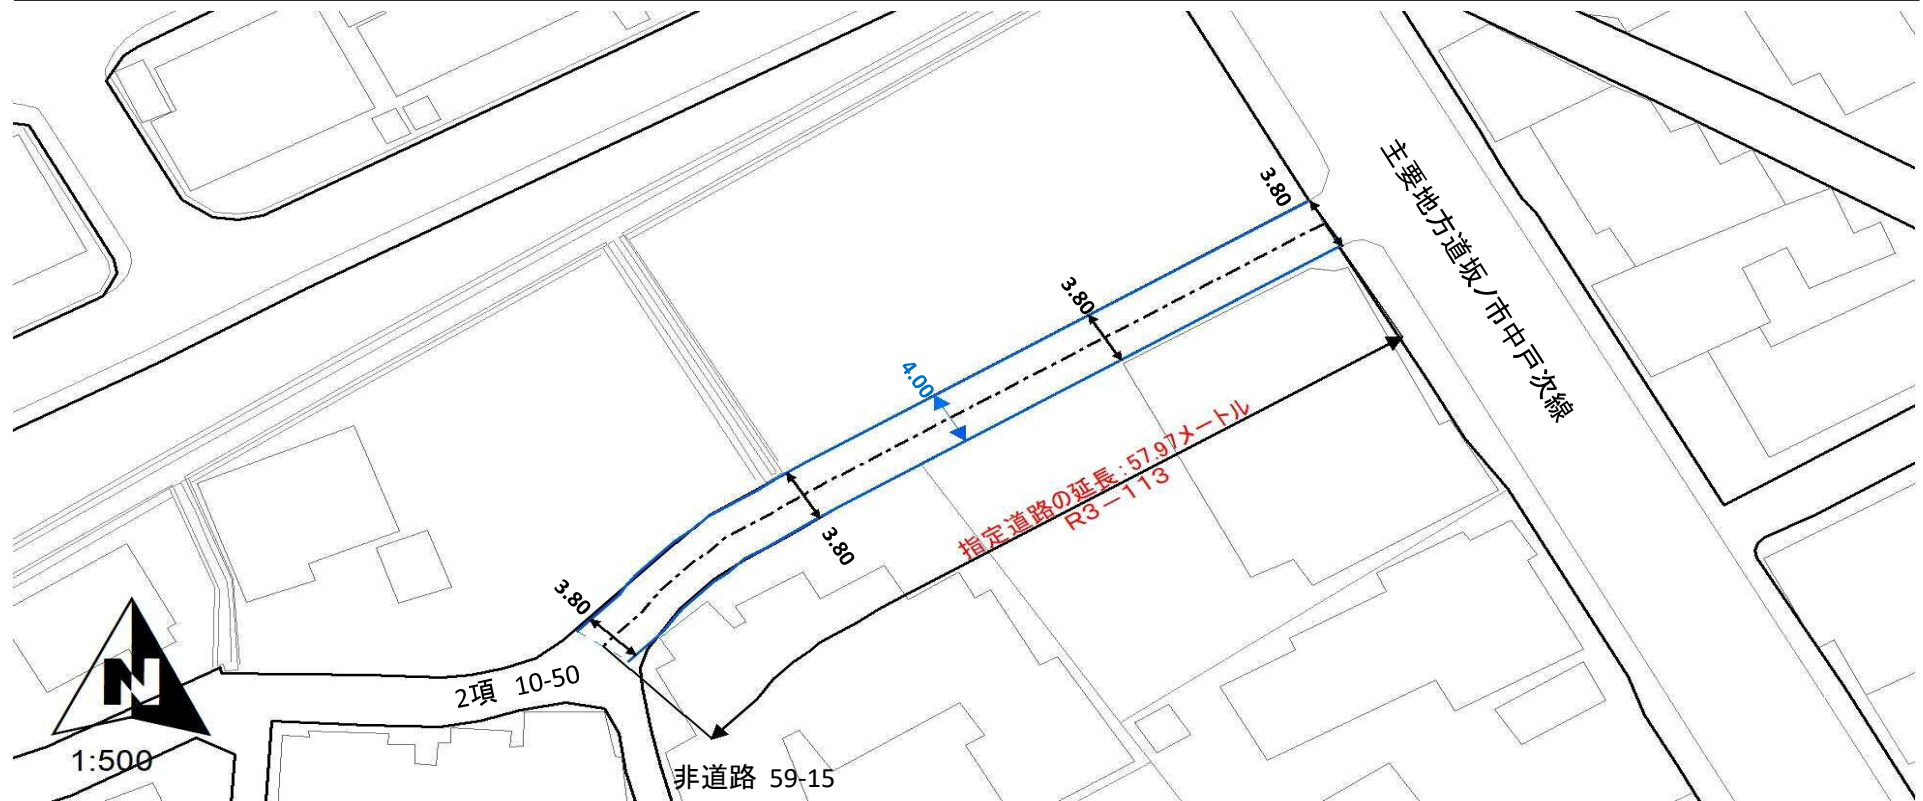 3.80
主要地方道坂ノ市中戸次線
3.80
4.00
指定道路の延長：57.97メートル
R3－113
3.80
3.80
2項 10-50
N
1:500
非道路 59-15